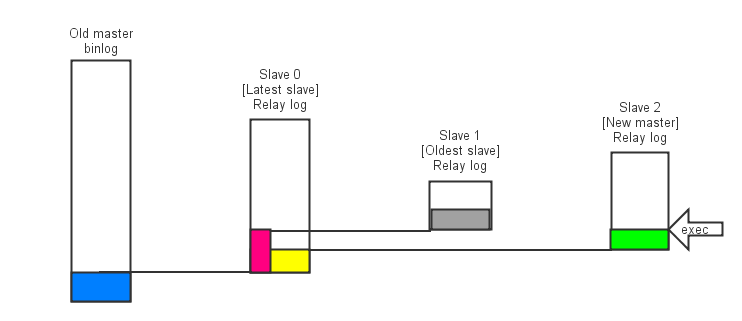 Old master
binlog
Slave 0
[Latest slave]
Relay log
Slave 1
[Oldest slave]
Relay log
Slave 2
[New master]
Relay log
exec